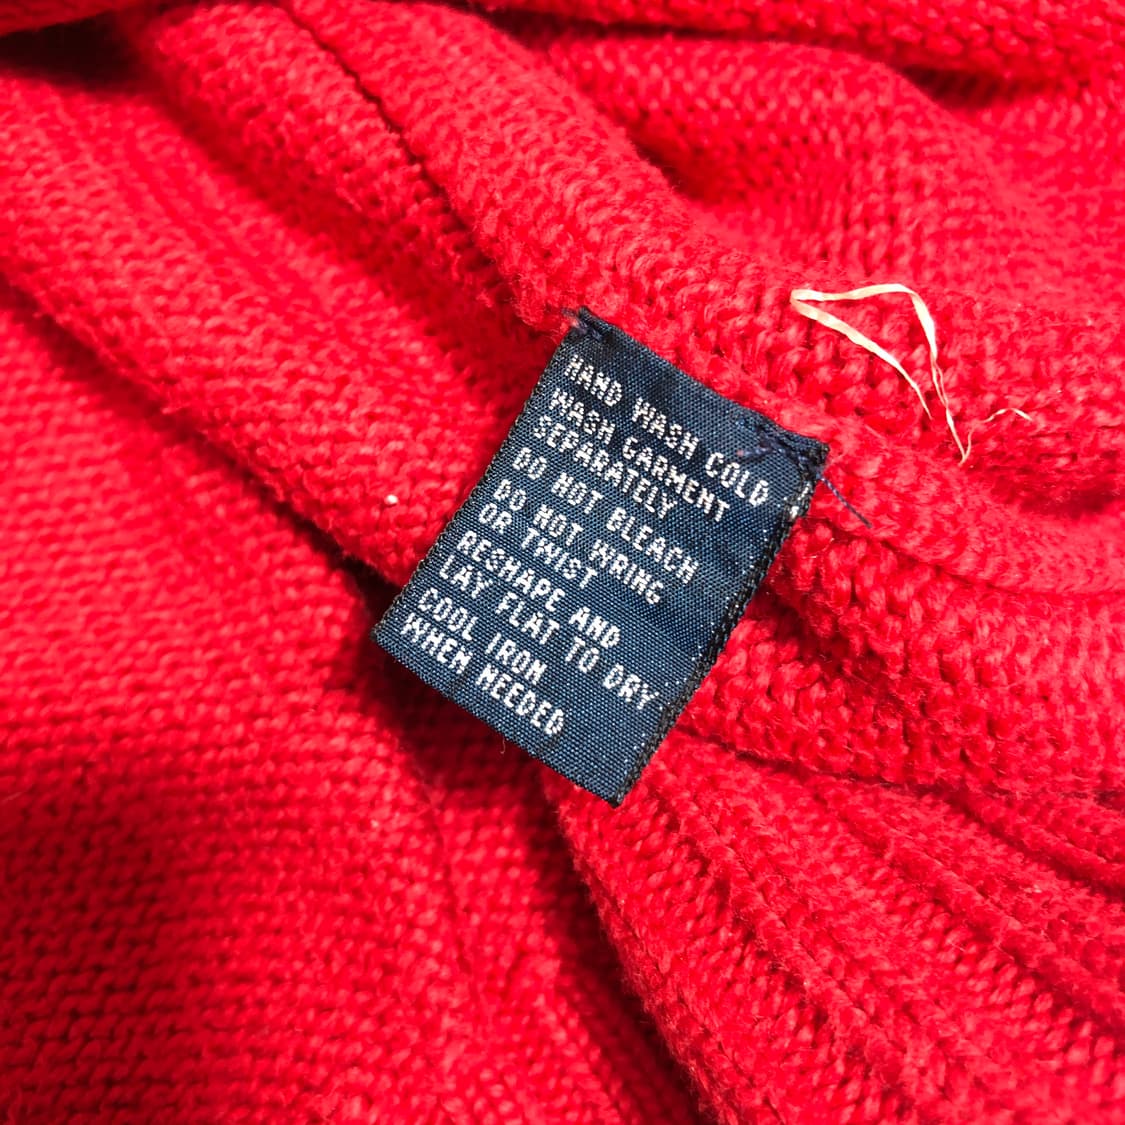 HAND WASH COLD
WASH GARMENT
SEPARATELY
DO NOT BLEACH
DO NOT WRING
OR TWIST
RESHAPE AND
LAY FLAT TO DRY
COOL IRON
WHEN NEEDED